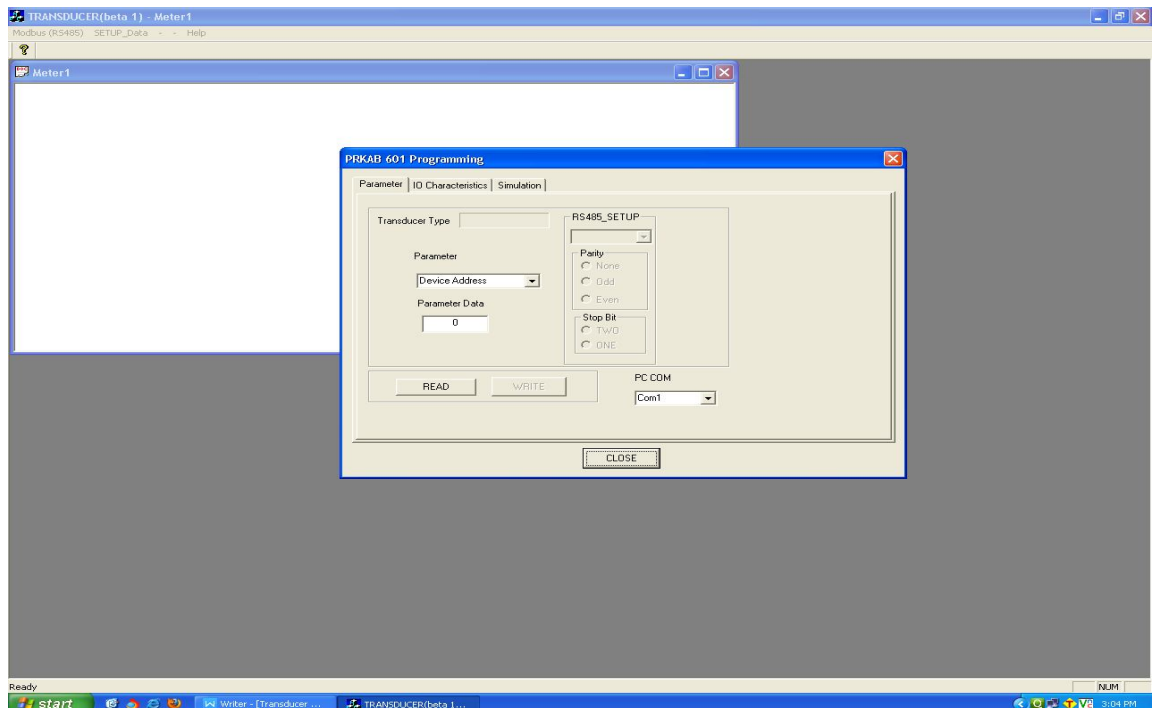 TRANSDUCER(beta 1) - Meter1
Modbus (RS485) SETUP_Data - - Help
Meter1
PRKAB 601 Programming
Parameter IO Characteristics Simulation
Transducer Type
RS485_SETUP
Parameter
Device Address
Parameter Data
0
Parity
None
Odd
Even
Stop Bit
TWO
ONE
READ WRITE
PC COM
Com1
CLOSE
Ready NUM
start Writer - [Transducer ... TRANSDUCER(beta 1... 3:04 PM